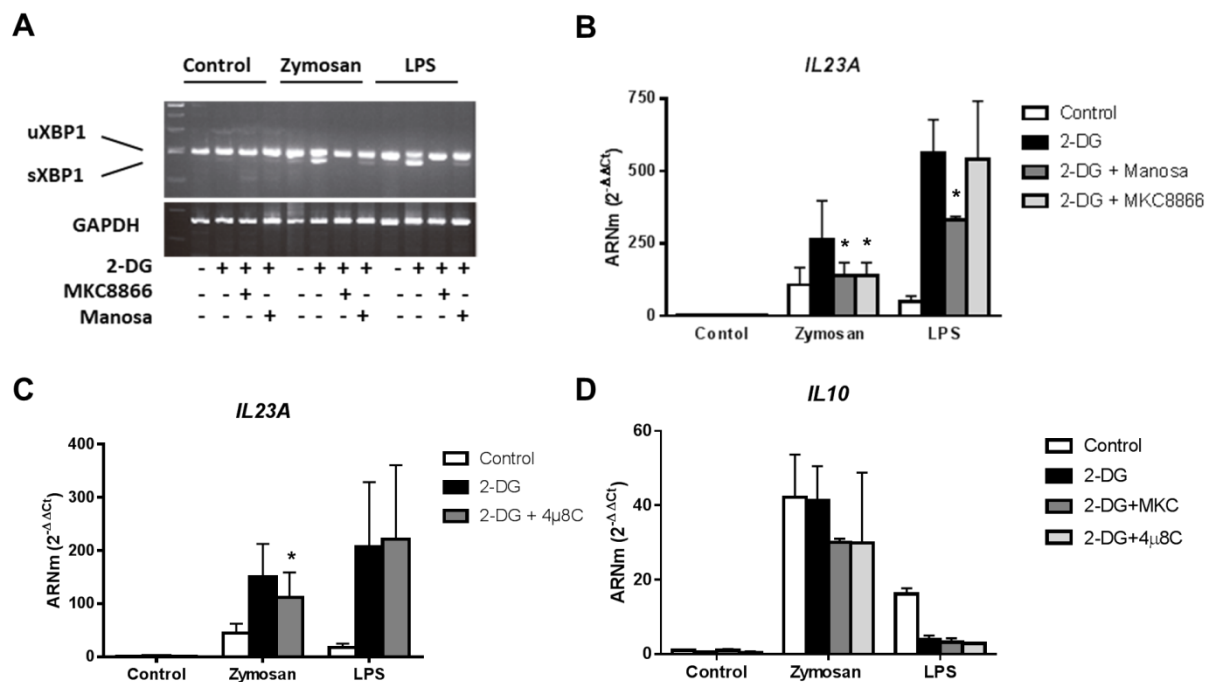 A
Control Zymosan LPS
uXBP1
sXBP1
GAPDH
2-DG - + + + - + + + - + + +
MKC8866 - - + - - - + - - - + -
Manosa - - - + - - - + - - - +
B
IL23A
ARNm (2^-ΔΔCt)
750
500
250
0
Contol Zymosan LPS
Control
2-DG
2-DG + Manosa
2-DG + MKC8866
* * *
C
IL23A
ARNm (2^-Δ ΔCt)
400
300
200
100
0
Control Zymosan LPS
Control
2-DG
2-DG + 4µ8C
*
D
IL10
ARNm (2^-Δ ΔCt)
60
40
20
0
Control Zymosan LPS
Control
2-DG
2-DG+MKC
2-DG+4µ8C